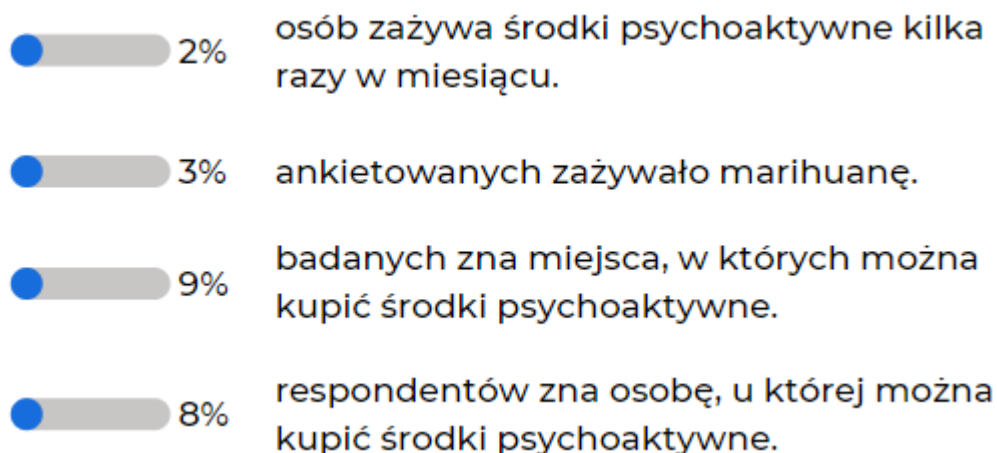 2% osób zażywa środki psychoaktywne kilka
razy w miesiącu.
3% ankietowanych zażywało marihuanę.
badanych zna miejsca, w których można
9% kupić środki psychoaktywne.
respondentów zna osobę, u której można
8% kupić środki psychoaktywne.